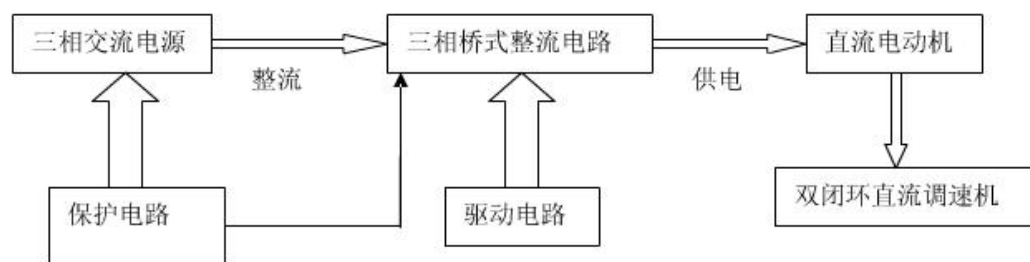 三相交流电源
三相桥式整流电路
直流电动机
整流
供电
保护电路
驱动电路
双闭环直流调速机